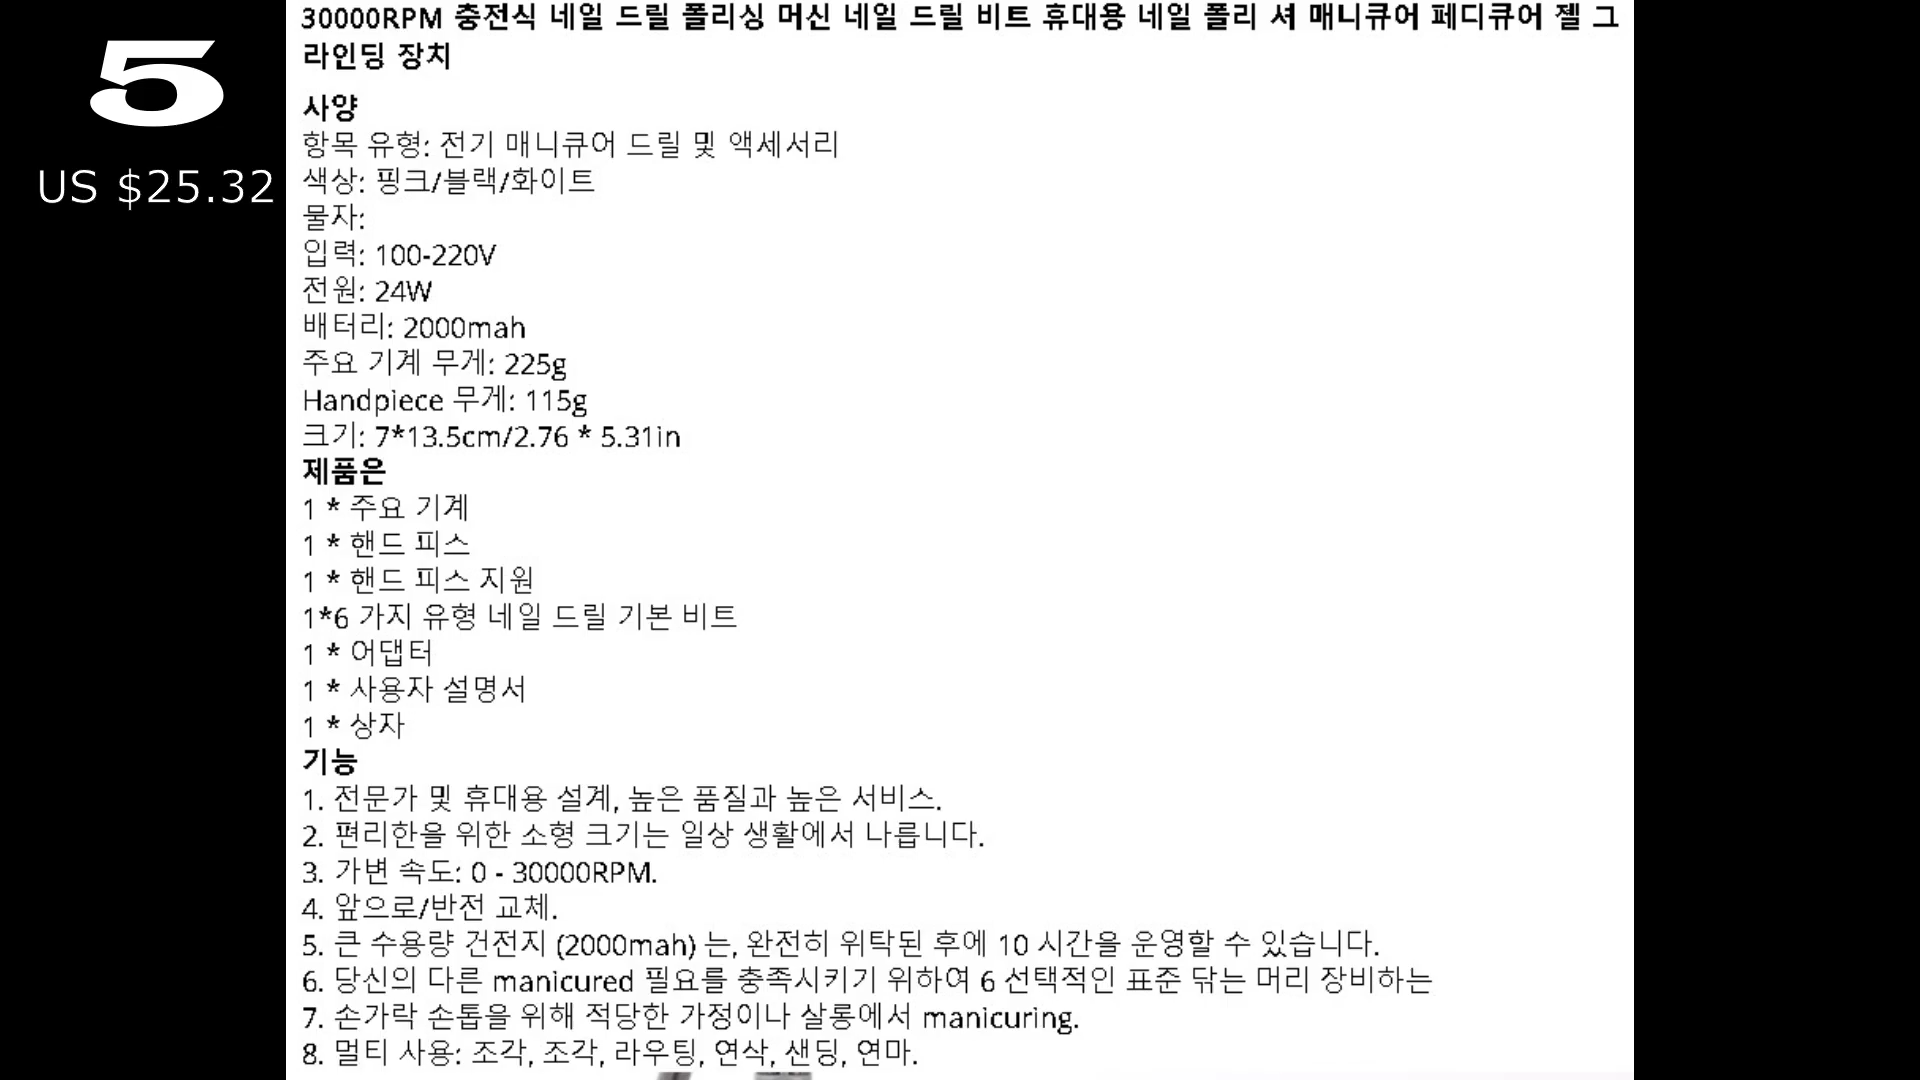 5
US $25.32
30000RPM 충전식 네일 드릴 폴리싱 머신 네일 드릴 비트 휴대용 네일 폴리 셔 매니큐어 페디큐어 젤 그
라인딩 장치
사양
항목 유형: 전기 매니큐어 드릴 및 액세서리
색상: 핑크/블랙/화이트
물자:
입력: 100-220V
전원: 24W
배터리: 2000mah
주요 기계 무게: 225g
Handpiece 무게: 115g
크기: 7*13.5cm/2.76 * 5.31in
제품은
1 * 주요 기계
1 * 핸드 피스
1 * 핸드 피스 지원
1*6 가지 유형 네일 드릴 기본 비트
1 * 어댑터
1 * 사용자 설명서
1 * 상자
기능
1. 전문가 및 휴대용 설계, 높은 품질과 높은 서비스.
2. 편리한을 위한 소형 크기는 일상 생활에서 나릅니다.
3. 가변 속도: 0 - 30000RPM.
4. 앞으로/반전 교체.
5. 큰 수용량 건전지 (2000mah) 는, 완전히 위탁된 후에 10 시간을 운영할 수 있습니다.
6. 당신의 다른 manicured 필요를 충족시키기 위하여 6 선택적인 표준 닦는 머리 장비하는
7. 손가락 손톱을 위해 적당한 가정이나 살롱에서 manicuring.
8. 멀티 사용: 조각, 조각, 라우팅, 연삭, 샌딩, 연마.